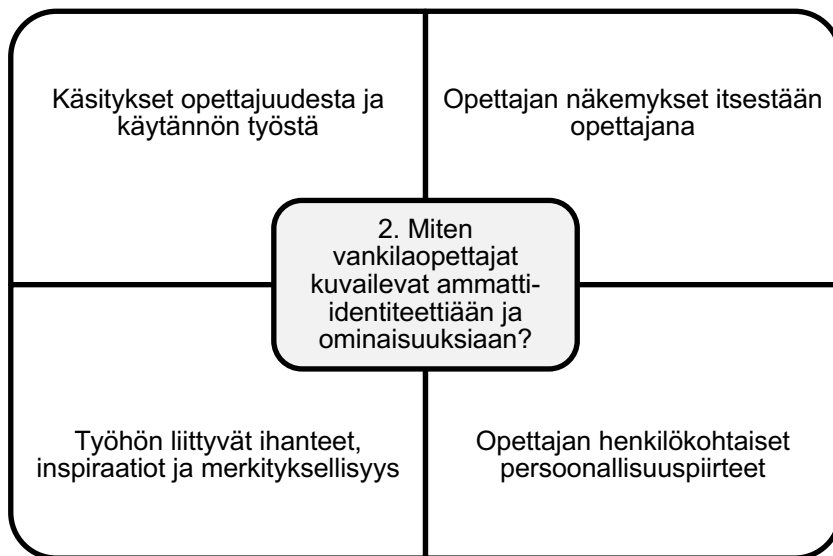 Käsitykset opettajuudesta ja
käytännön työstä
Opettajan näkemykset itsestään
opettajana
2. Miten
vankilaopettajat
kuvailevat ammatti-
identiteettiään ja
ominaisuuksiaan?
Työhön liittyvät ihanteet,
inspiraatiot ja merkityksellisyys
Opettajan henkilökohtaiset
persoonallisuuspiirteet